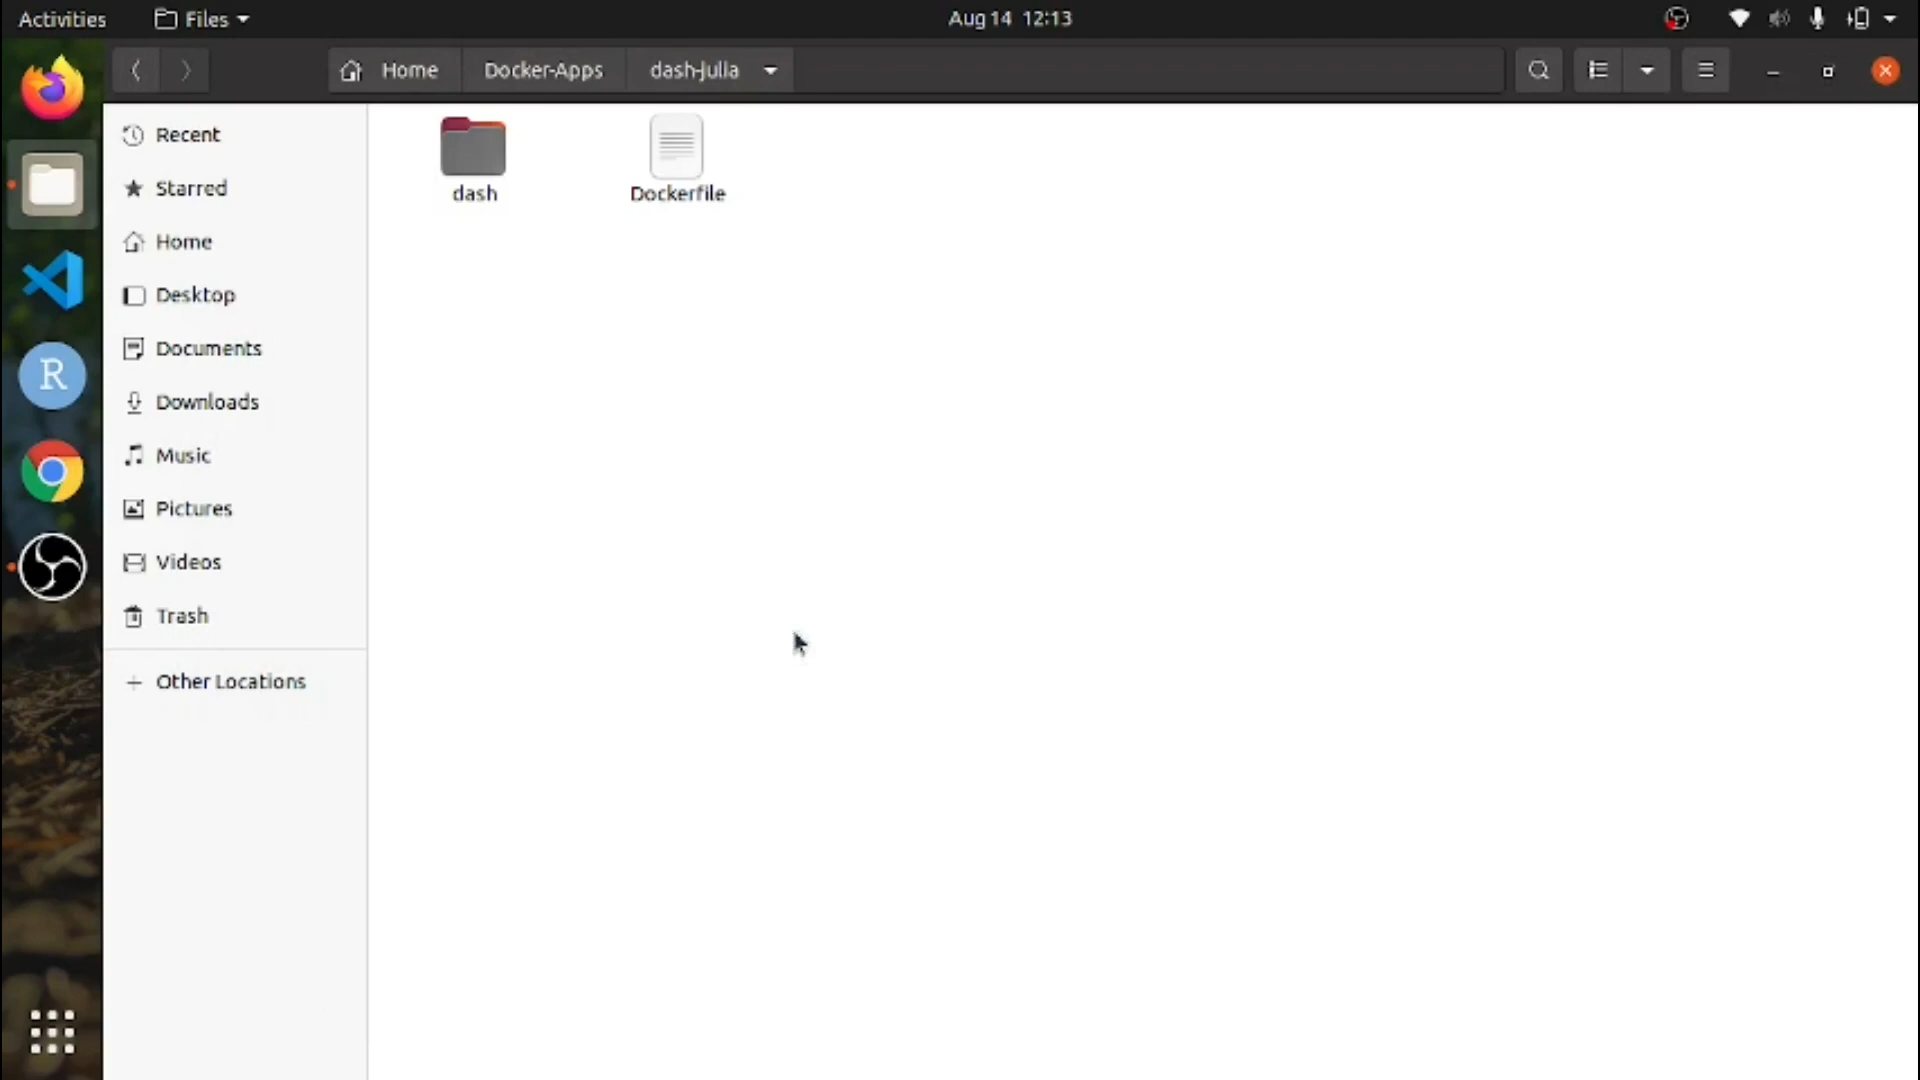 Activities
Files
Aug 14 12:13
Home
Docker-Apps
dash-julia
Recent
Starred
Home
Desktop
Documents
Downloads
Music
Pictures
Videos
Trash
+ Other Locations
dash
Dockerfile
R